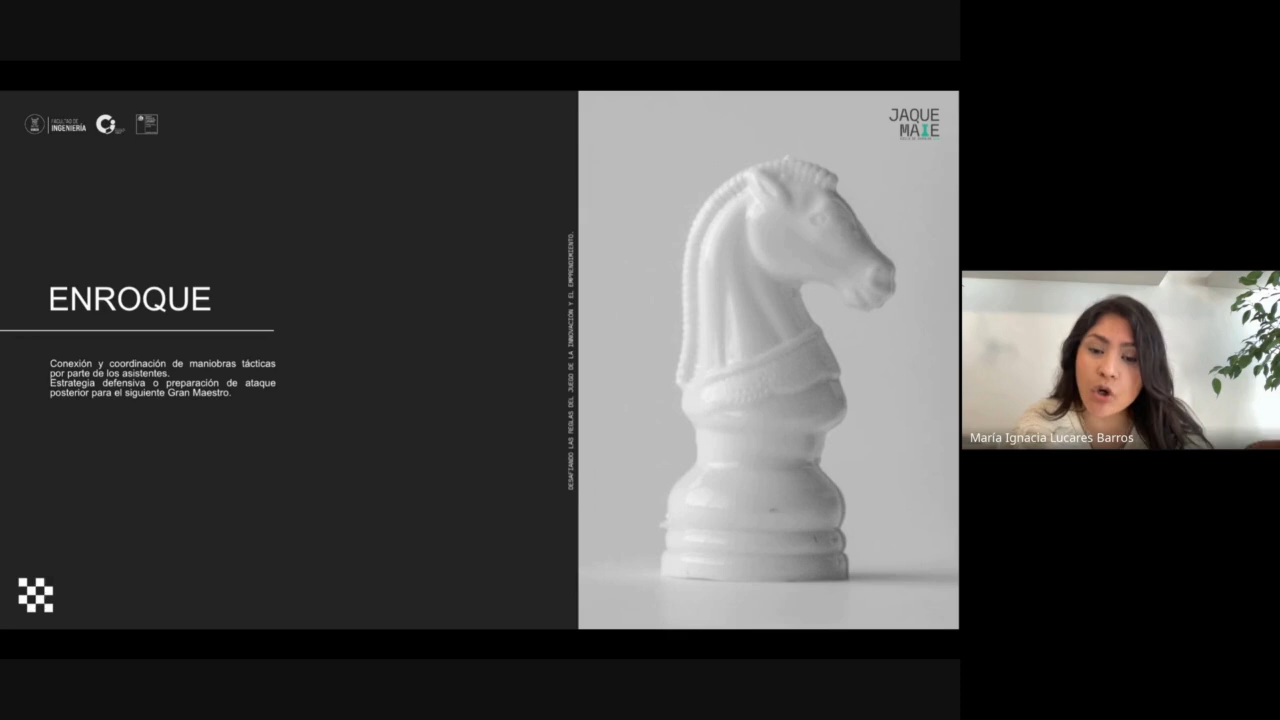 FACULTAD DE
INGENIERÍA
JAQUE
MATE
ENROQUE
Conexión y coordinación de maniobras tácticas
por parte de los asistentes.
Estrategia defensiva o preparación de ataque
posterior para el siguiente Gran Maestro.
DESAFIANDO LAS REGLAS DEL JUEGO DE LA INNOVACIÓN Y EL EMPRENDIMIENTO.
María Ignacia Lucares Barros